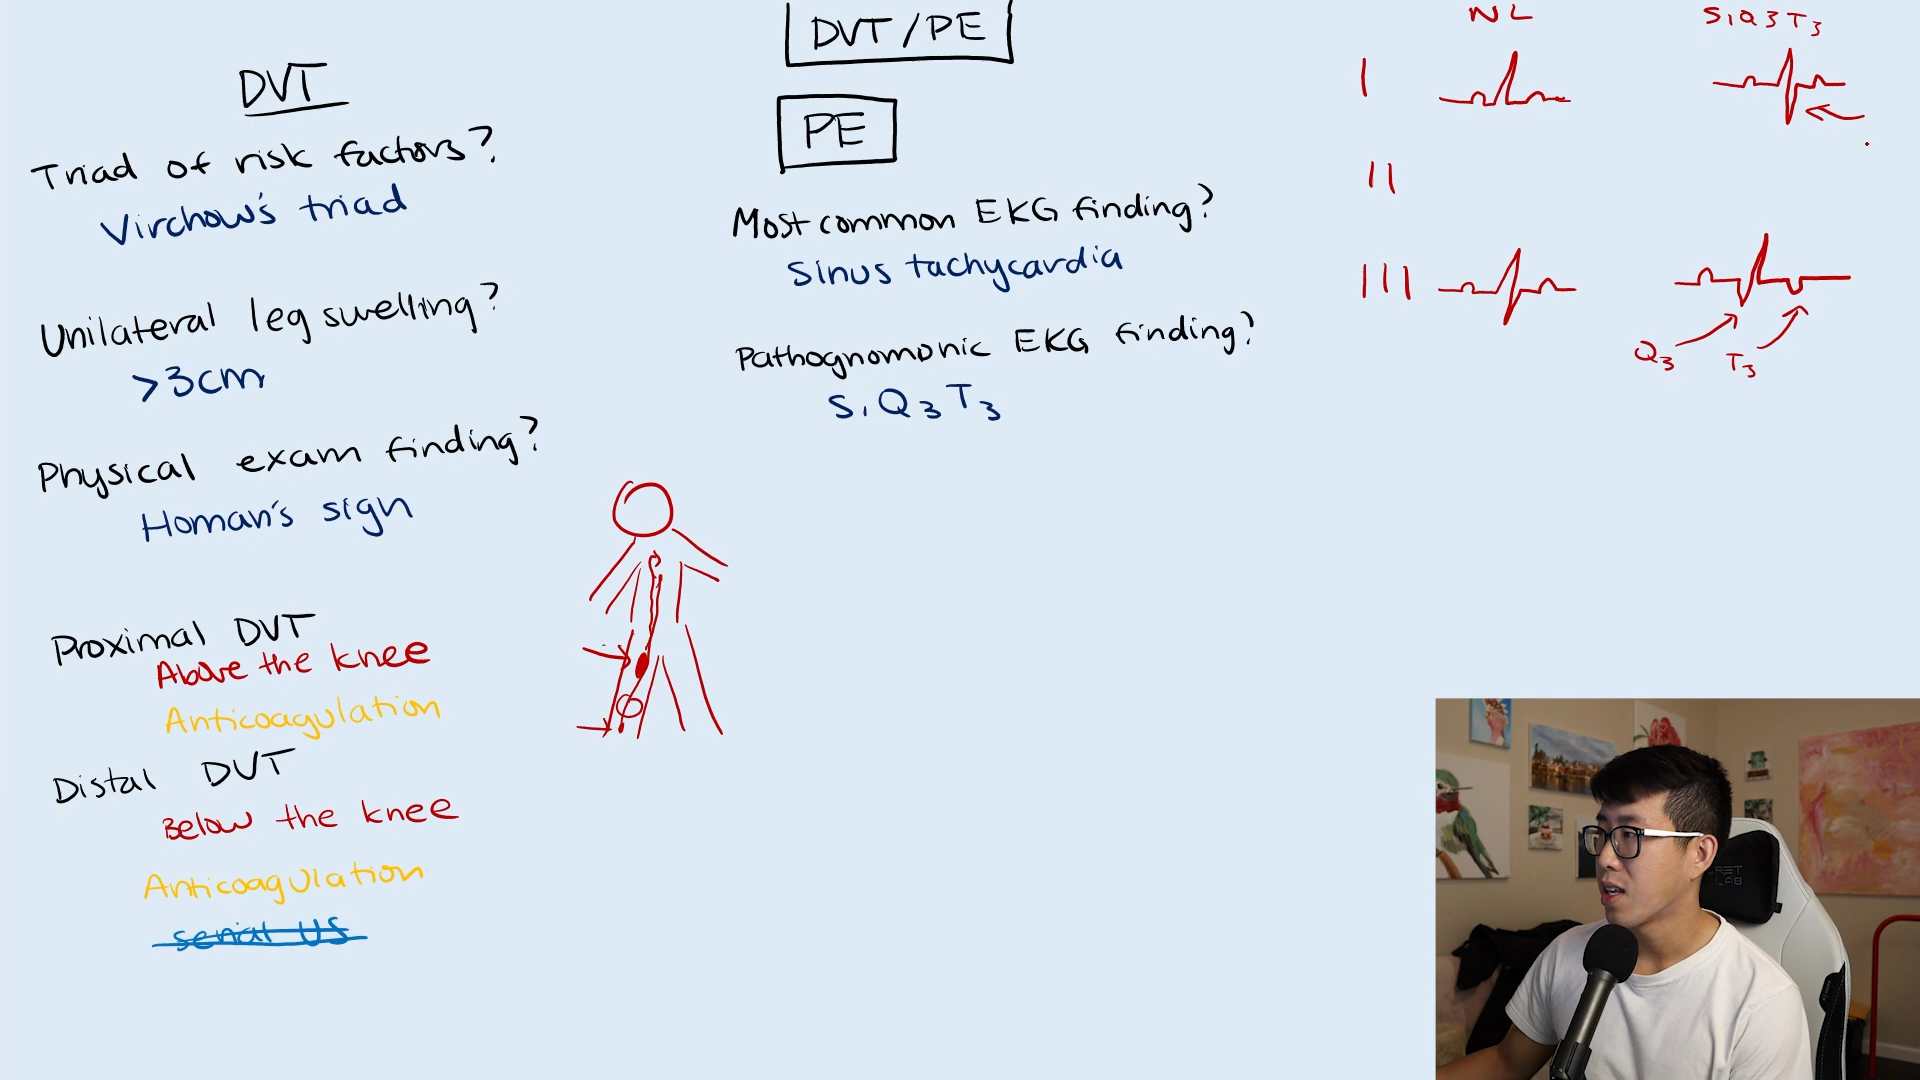 DVT/PE
DVT
Triad of risk factors?
Virchow's triad
Unilateral leg swelling?
>3cm
Physical exam finding?
Homan's sign
Proximal DVT
Above the knee
Anticoagulation
Distal DVT
Below the knee
Anticoagulation
serial US
PE
Most common EKG finding?
Sinus tachycardia
Pathognomonic EKG finding?
S1Q3T3
NL
S1Q3T3
I
II
III
Q3
T3
LAB